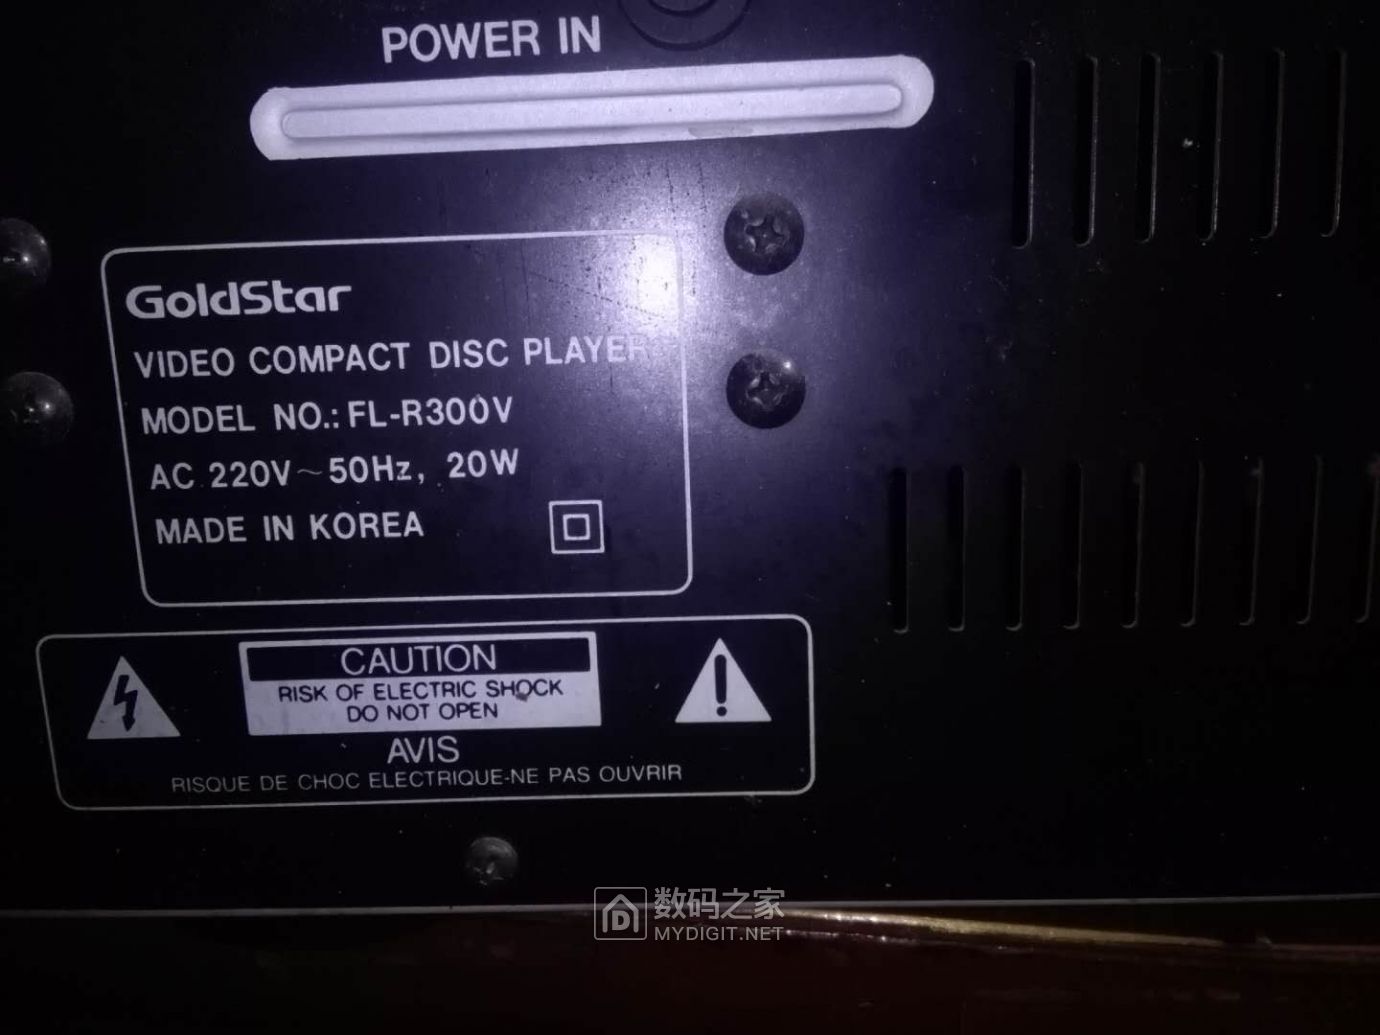 POWER IN
GoldStar
VIDEO COMPACT DISC PLAYER
MODEL NO.: FL-R300V
AC 220V~50Hz, 20W
MADE IN KOREA
CAUTION
RISK OF ELECTRIC SHOCK
DO NOT OPEN
AVIS
RISQUE DE CHOC ELECTRIQUE-NE PAS OUVRIR
数码之家
MYDIGIT.NET